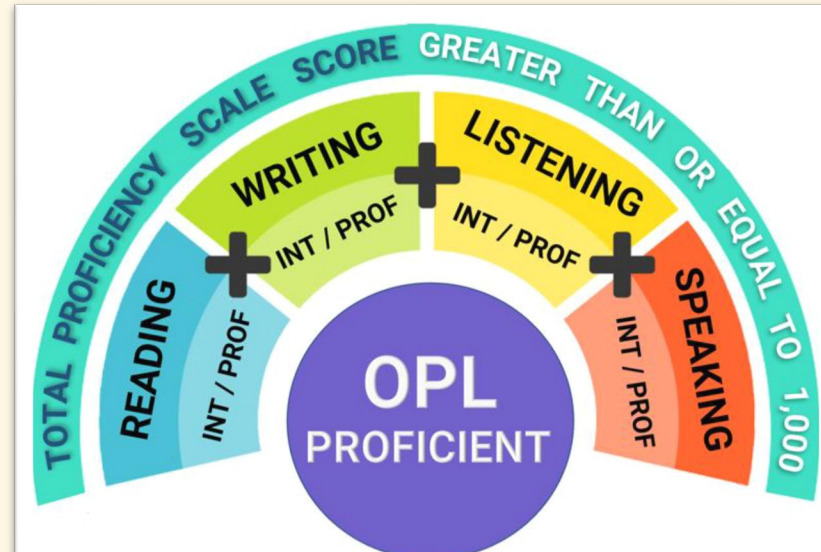 TOTAL PROFICIENCY SCALE SCORE GREATER THAN OR EQUAL TO 1,000
READING
INT / PROF
WRITING
INT / PROF
LISTENING
INT / PROF
SPEAKING
INT / PROF
OPL
PROFICIENT